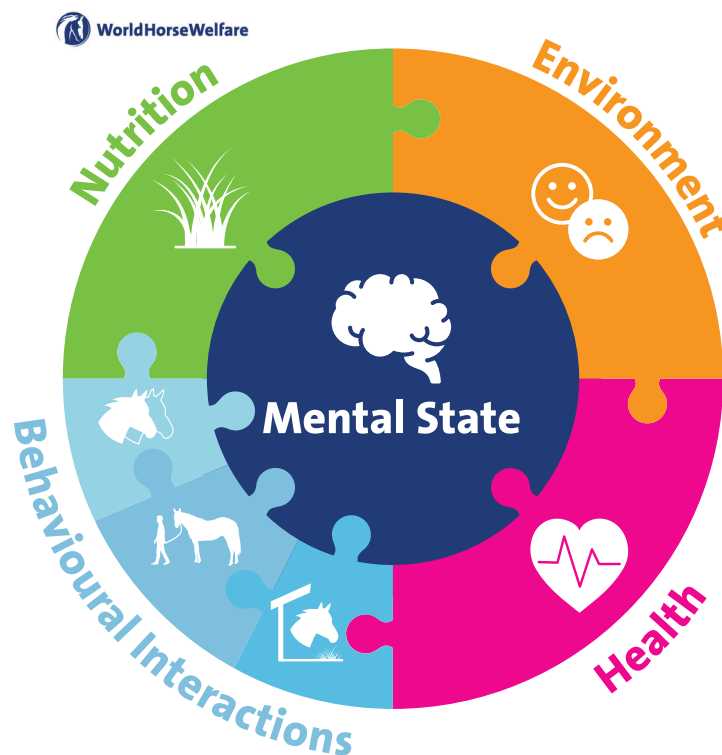 WorldHorseWelfare
Nutrition
Environment
Mental State
Behavioural Interactions
Health